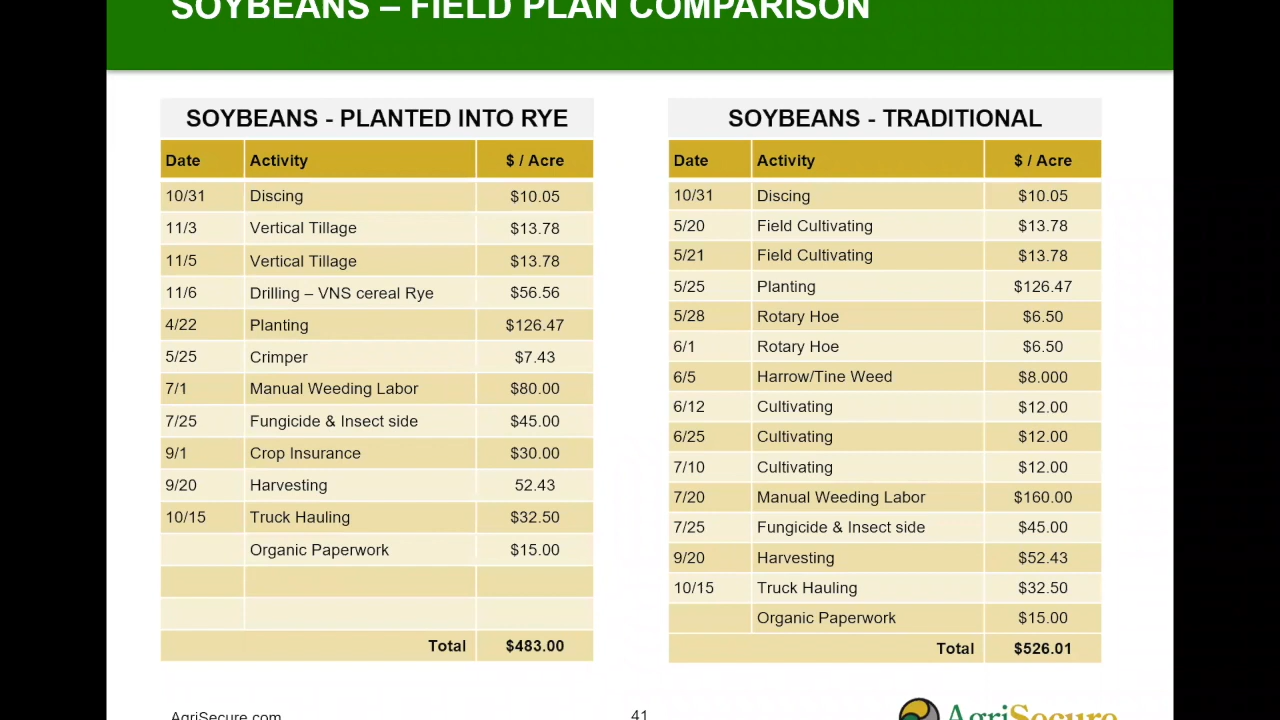 SOYBEANS – FIELD PLAN COMPARISON
SOYBEANS - PLANTED INTO RYE
Date Activity $ / Acre
10/31 Discing $10.05
11/3 Vertical Tillage $13.78
11/5 Vertical Tillage $13.78
11/6 Drilling – VNS cereal Rye $56.56
4/22 Planting $126.47
5/25 Crimper $7.43
7/1 Manual Weeding Labor $80.00
7/25 Fungicide & Insect side $45.00
9/1 Crop Insurance $30.00
9/20 Harvesting 52.43
10/15 Truck Hauling $32.50
Organic Paperwork $15.00
Total $483.00
SOYBEANS - TRADITIONAL
Date Activity $ / Acre
10/31 Discing $10.05
5/20 Field Cultivating $13.78
5/21 Field Cultivating $13.78
5/25 Planting $126.47
5/28 Rotary Hoe $6.50
6/1 Rotary Hoe $6.50
6/5 Harrow/Tine Weed $8.000
6/12 Cultivating $12.00
6/25 Cultivating $12.00
7/10 Cultivating $12.00
7/20 Manual Weeding Labor $160.00
7/25 Fungicide & Insect side $45.00
9/20 Harvesting $52.43
10/15 Truck Hauling $32.50
Organic Paperwork $15.00
Total $526.01
AgriSecure.com
41
AgriSecure